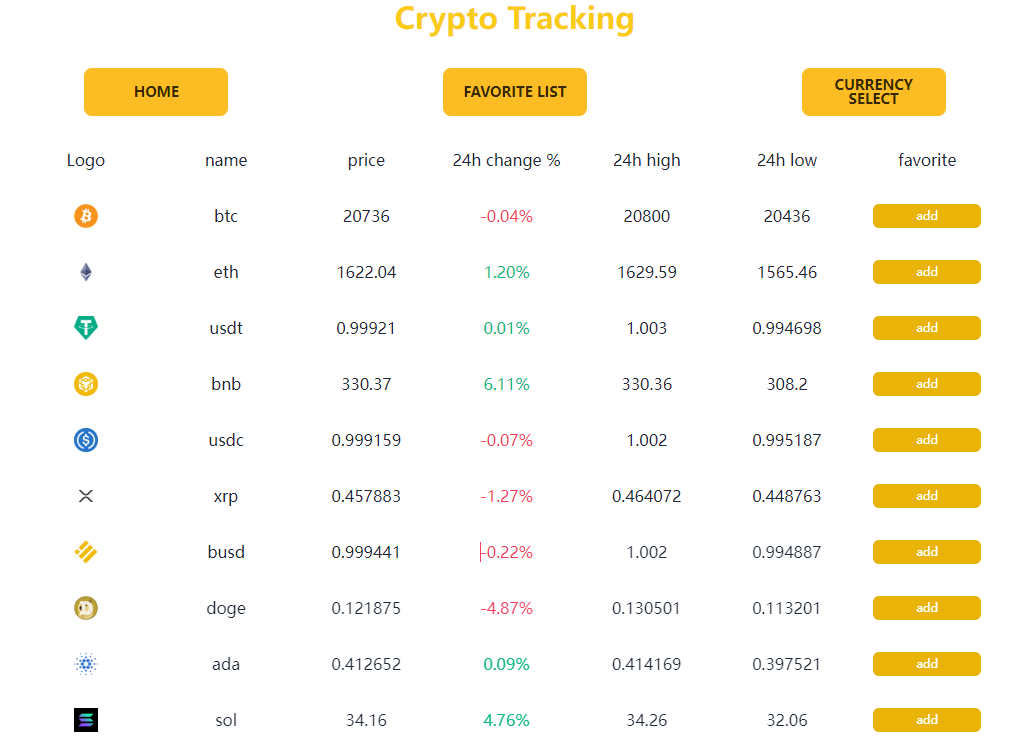 Crypto Tracking
HOME FAVORITE LIST CURRENCY
SELECT
Logo name price 24h change % 24h high 24h low favorite
btc 20736 -0.04% 20800 20436 add
eth 1622.04 1.20% 1629.59 1565.46 add
usdt 0.99921 0.01% 1.003 0.994698 add
bnb 330.37 6.11% 330.36 308.2 add
usdc 0.999159 -0.07% 1.002 0.995187 add
xrp 0.457883 -1.27% 0.464072 0.448763 add
busd 0.999441 -0.22% 1.002 0.994887 add
doge 0.121875 -4.87% 0.130501 0.113201 add
ada 0.412652 0.09% 0.414169 0.397521 add
sol 34.16 4.76% 34.26 32.06 add